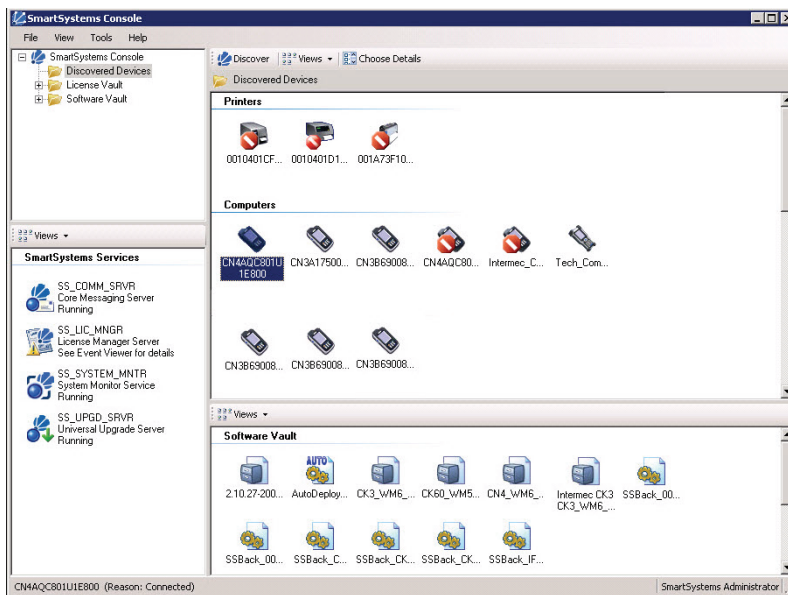 SmartSystems Console
File View Tools Help
SmartSystems Console
Discovered Devices
License Vault
Software Vault
Discover Views Choose Details
Discovered Devices
Printers
0010401CF... 0010401D1... 001A73F10...
Computers
CN4AQC801U
1E800
CN3A17500... CN3B69008... CN4AQC80... Intermec_C... Tech_Com...
CN3B69008... CN3B69008... CN3B69008...
Views
SmartSystems Services
SS_COMM_SRVR
Core Messaging Server
Running
SS_LIC_MNGR
License Manager Server
See Event Viewer for details
SS_SYSTEM_MNTR
System Monitor Service
Running
SS_UPGD_SRVR
Universal Upgrade Server
Running
Views
Software Vault
2.10.27-200... AutoDeploy... CK3_WM6_... CK60_WM5... CN4_WM6_...
Intermec CK3
CK3_WM6_...
SSBack_00...
AUTO
SSBack_00... SSBack_C... SSBack_CK... SSBack_CK... SSBack_IF...
CN4AQC801U1E800 (Reason: Connected)
SmartSystems Administrator